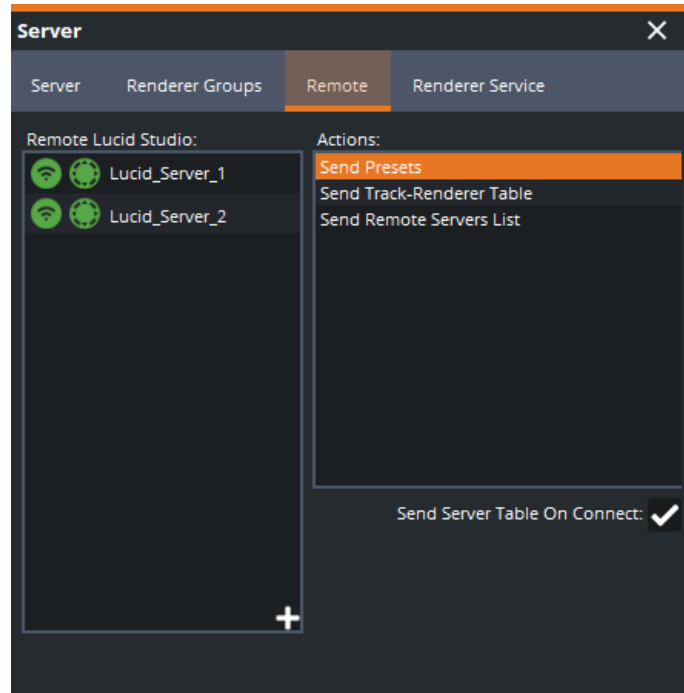 Server
Server Renderer Groups Remote Renderer Service
Remote Lucid Studio:
Lucid_Server_1
Lucid_Server_2
Actions:
Send Presets
Send Track-Renderer Table
Send Remote Servers List
Send Server Table On Connect: